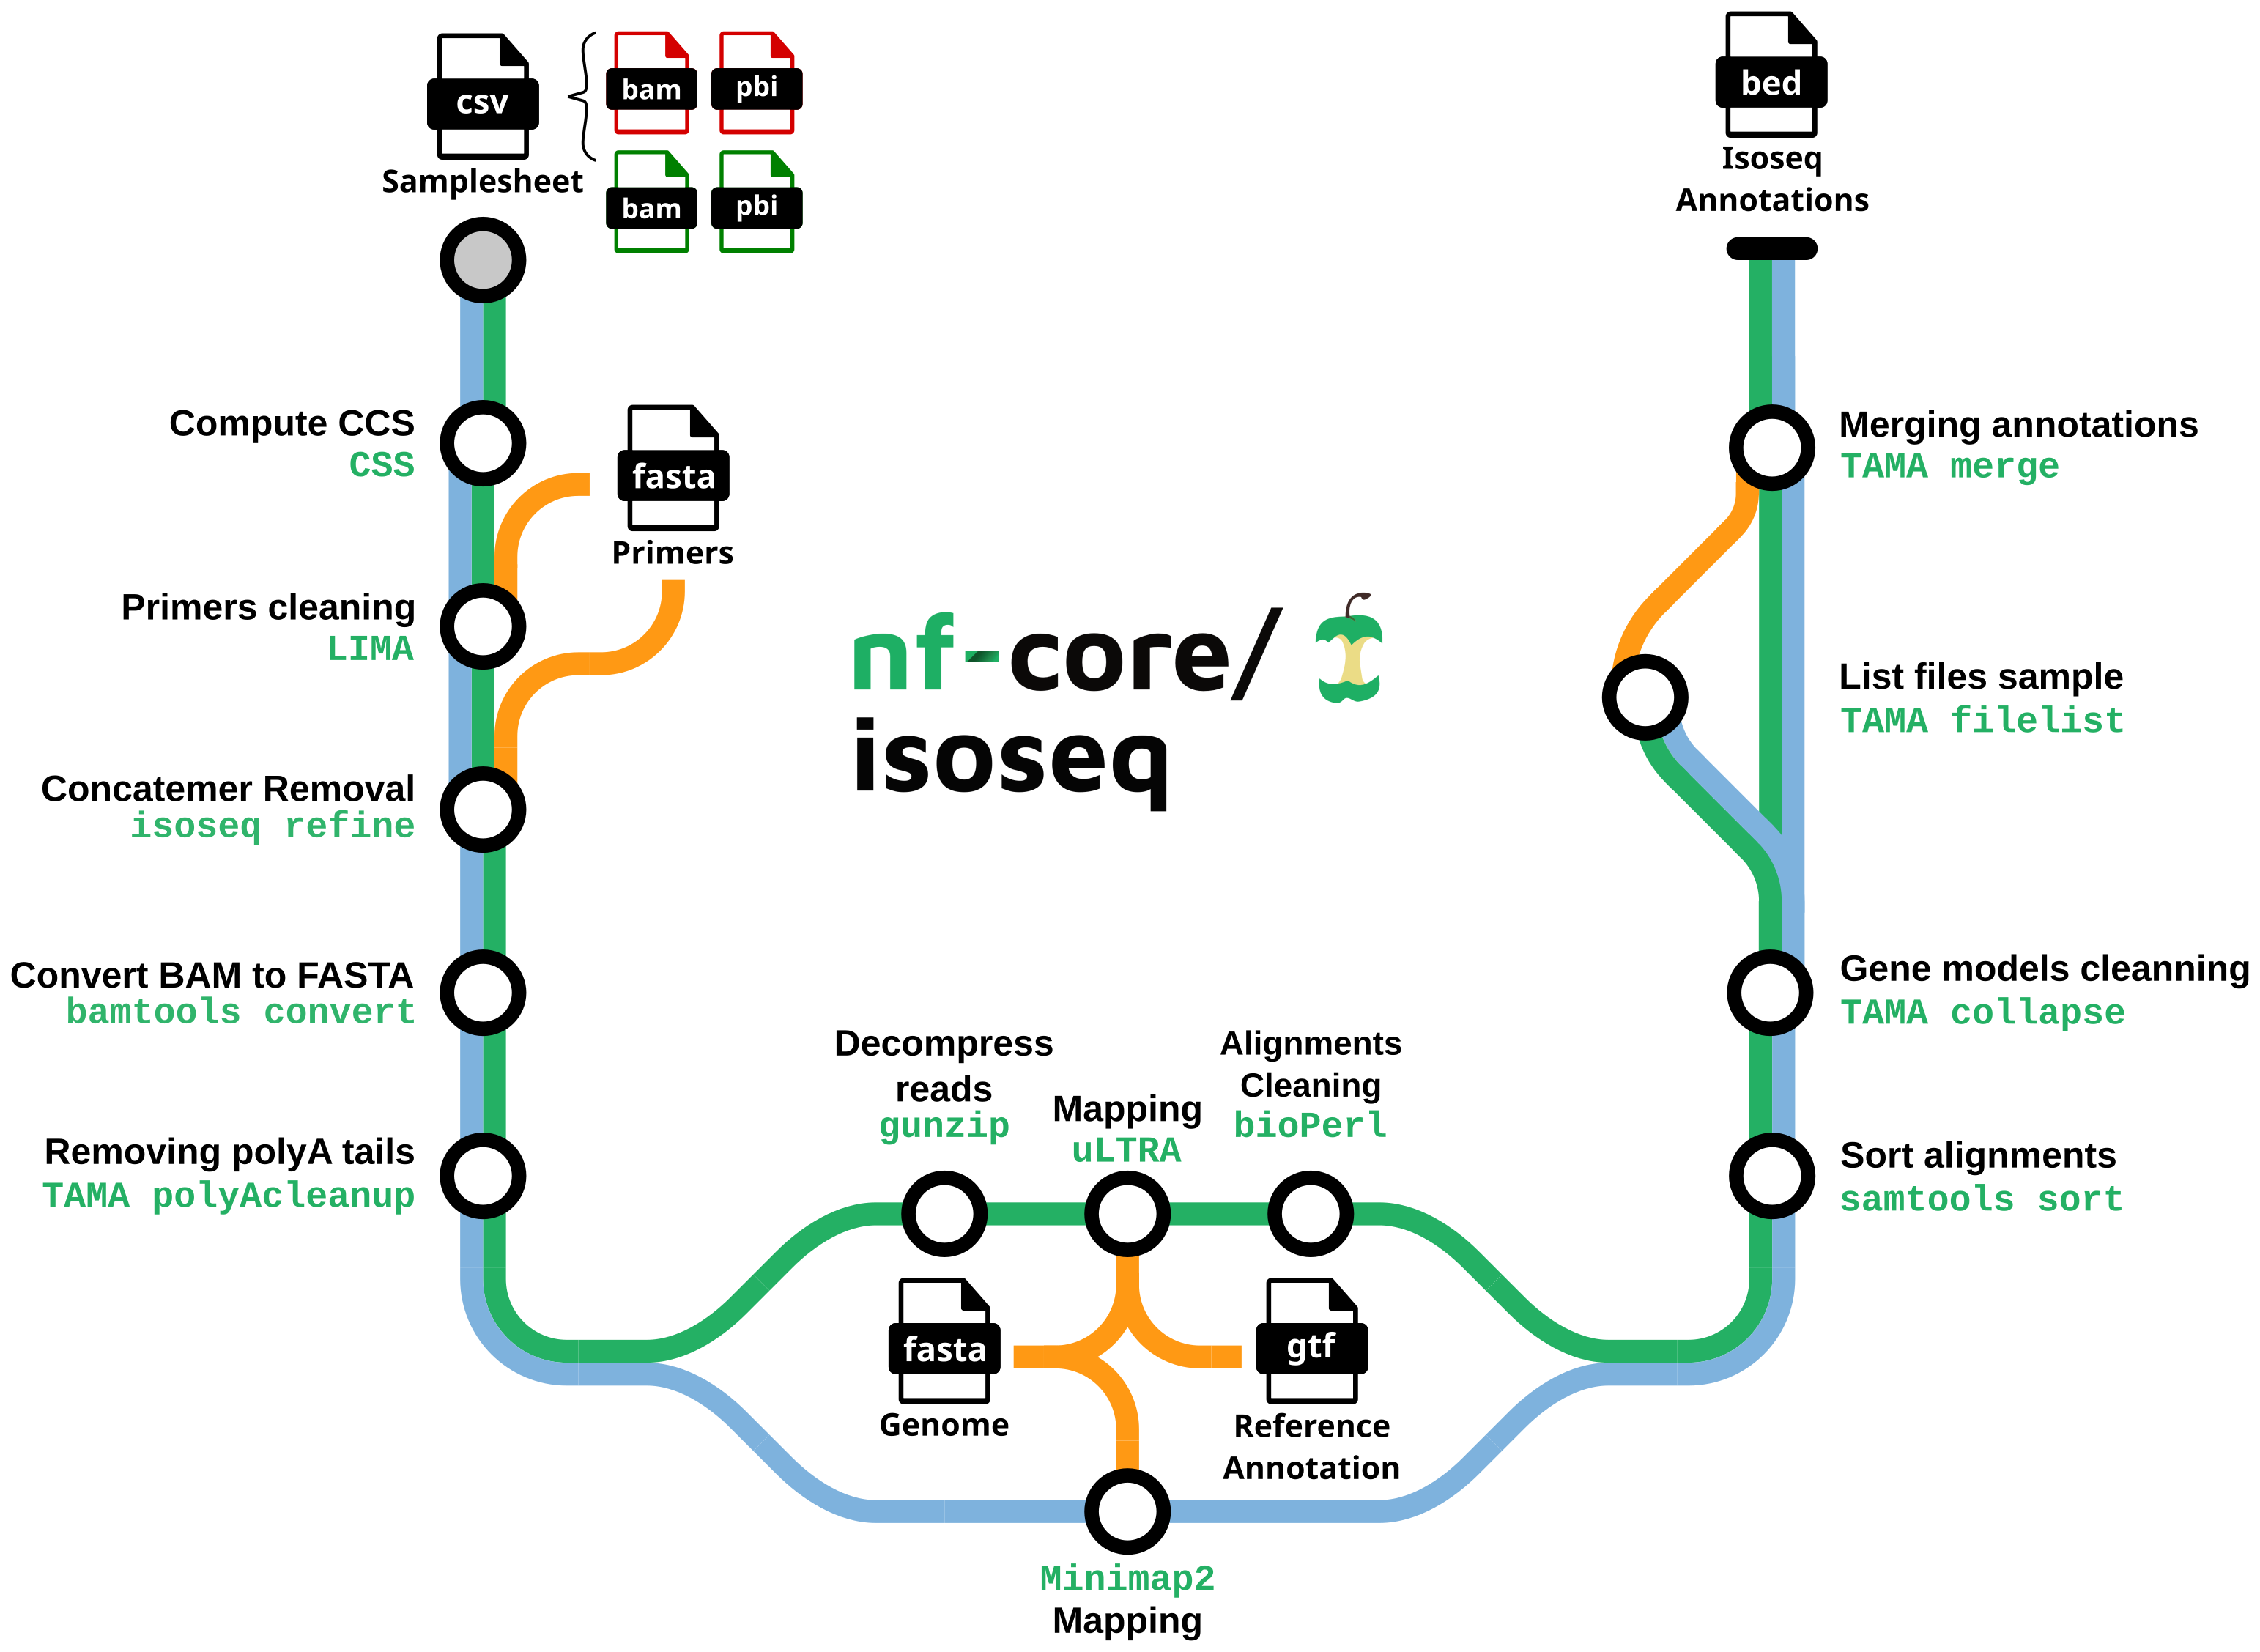 csv
Samplesheet
bam
pbi
bam
pbi
bed
Isoseq
Annotations
Compute CCS
CSS
fasta
Primers
Primers cleaning
LIMA
Concatemer Removal
isoseq refine
Convert BAM to FASTA
bamtools convert
Removing polyA tails
TAMA polyAcleanup
nf-core/
isoseq
Decompress
reads
gunzip
Mapping
uLTRA
Alignments
Cleaning
bioPerl
fasta
Genome
gtf
Reference
Annotation
Minimap2
Mapping
Merging annotations
TAMA merge
List files sample
TAMA filelist
Gene models cleanning
TAMA collapse
Sort alignments
samtools sort